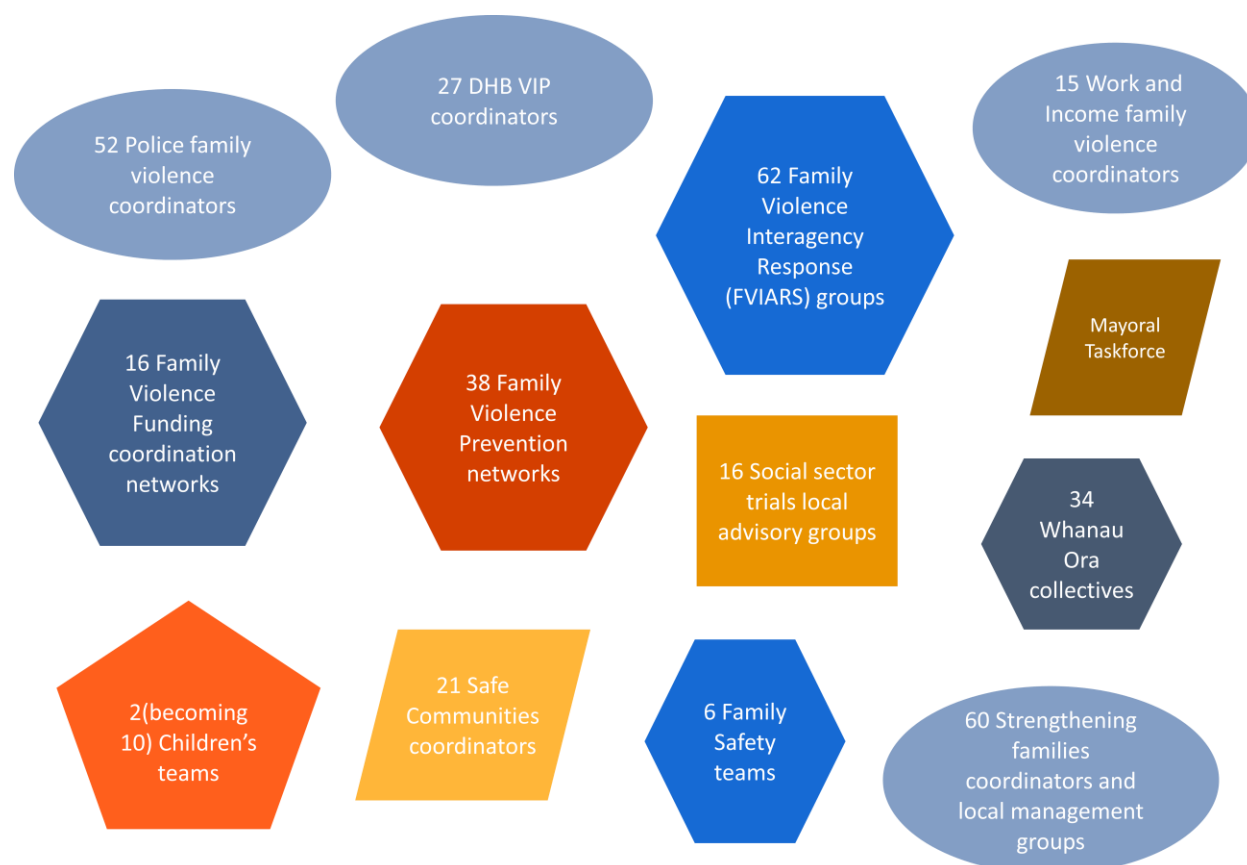 27 DHB VIP
coordinators
15 Work and
Income family
violence
coordinators
52 Police family
violence
coordinators
62 Family
Violence
Interagency
Response
(FVIARS) groups
Mayoral
Taskforce
16 Family
Violence
Funding
coordination
networks
38 Family
Violence
Prevention
networks
16 Social sector
trials local
advisory groups
34
Whanau
Ora
collectives
2(becoming
10) Children’s
teams
21 Safe
Communities
coordinators
6 Family
Safety
teams
60 Strengthening
families
coordinators and
local management
groups